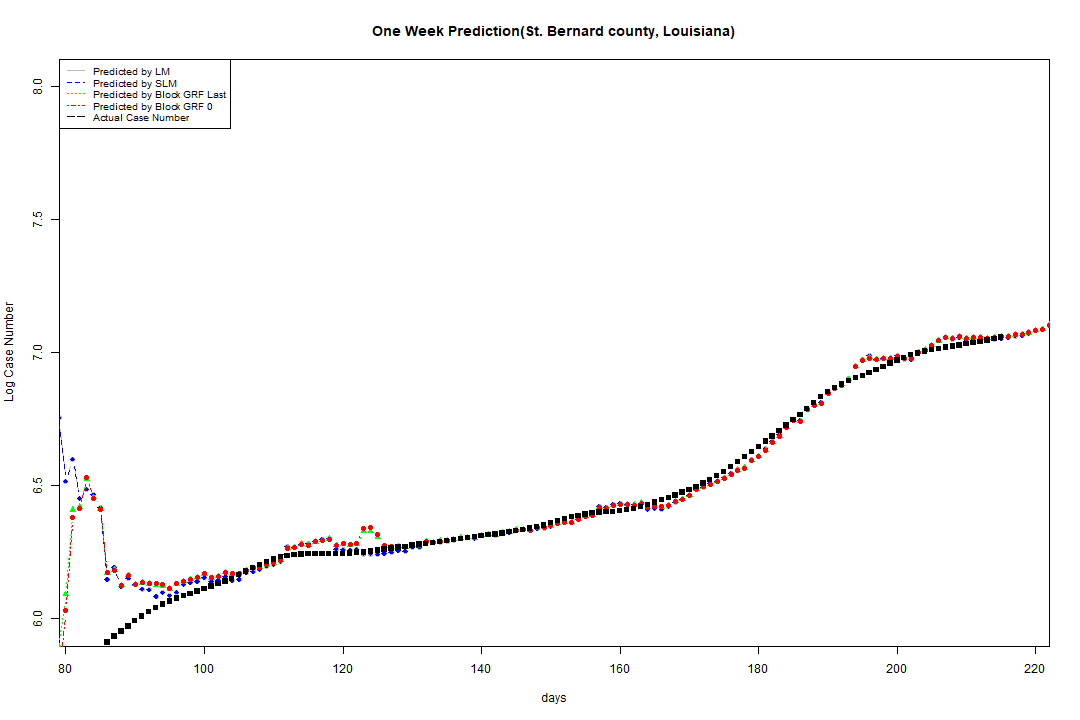 One Week Prediction(St. Bernard county, Louisiana)
Predicted by LM
Predicted by SLM
Predicted by Block GRF Last
Predicted by Block GRF 0
Actual Case Number
8.0
7.5
7.0
6.5
6.0
Log Case Number
80 100 120 140 160 180 200 220
days